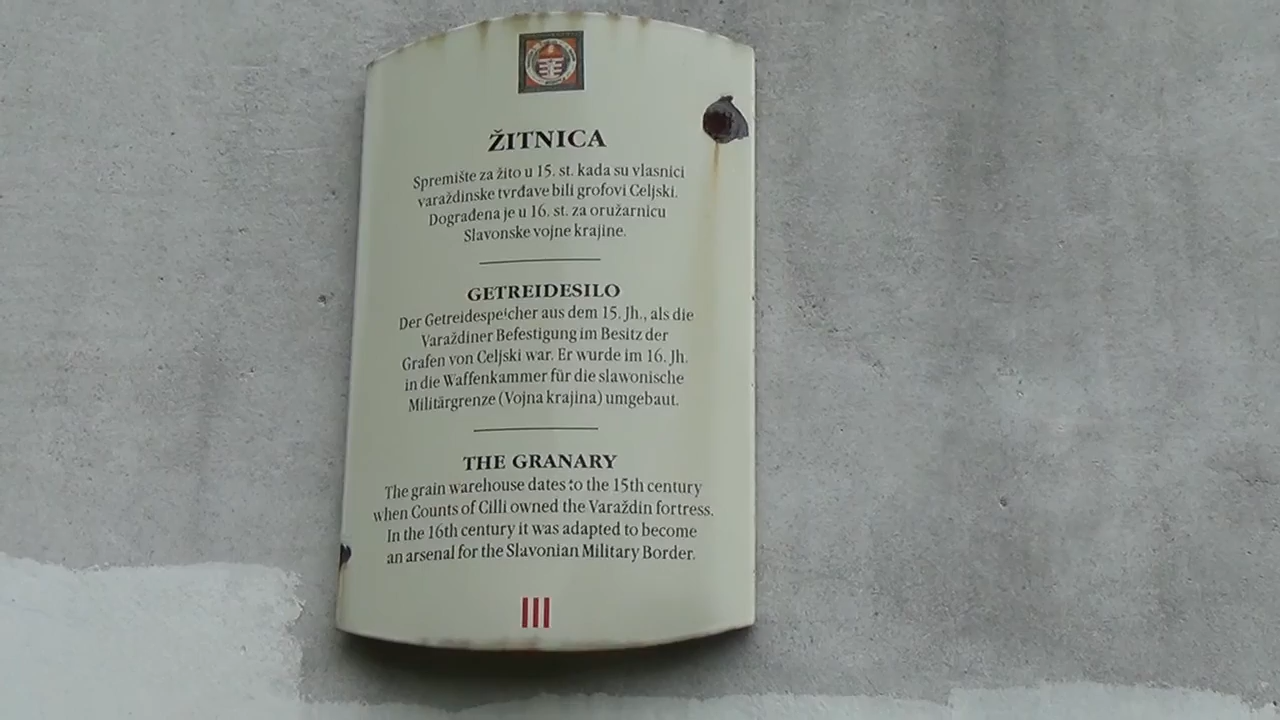 ŽITNICA
Spremište za žito u 15. st. kada su vlasnici
varaždinske tvrđave bili grofovi Celjski.
Dograđena je u 16. st. za oružarnicu
Slavonske vojne krajine.
GETREIDESILO
Der Getreidespeicher aus dem 15. Jh., als die
Varaždiner Befestigung im Besitz der
Grafen von Celjski war. Er wurde im 16. Jh.
in die Waffenkammer für die slawonische
Militärgrenze (Vojna krajina) umgebaut.
THE GRANARY
The grain warehouse dates to the 15th century
when Counts of Cilli owned the Varaždin fortress.
In the 16th century it was adapted to become
an arsenal for the Slavonian Military Border.
III